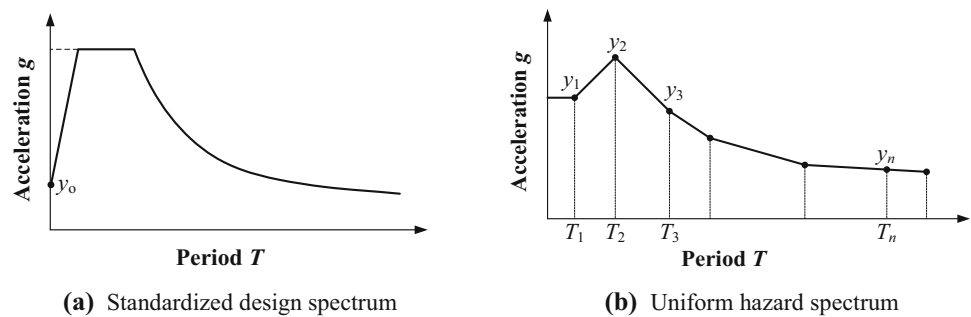 Acceleration g
y₀
Period T
(a) Standardized design spectrum
Acceleration g
y₁
y₂
y₃
yₙ
T₁ T₂ T₃ Tₙ
Period T
(b) Uniform hazard spectrum